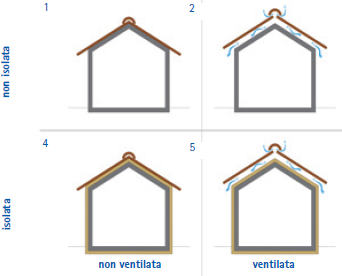 1
2
non isolata
4
5
isolata
non ventilata
ventilata